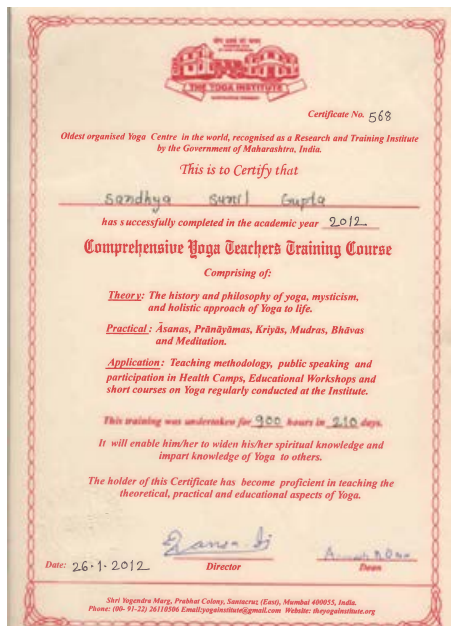 THE YOGA INSTITUTE
Certificate No. 568
Oldest organised Yoga Centre in the world, recognised as a Research and Training Institute
by the Government of Maharashtra, India.
This is to Certify that
Sandhya Sunil Gupta
has successfully completed in the academic year 2012
Comprehensive Yoga Teachers Training Course
Comprising of:
Theory: The history and philosophy of yoga, mysticism,
and holistic approach of Yoga to life.
Practical: Āsanas, Prānāyāmas, Kriyās, Mudras, Bhāvas
and Meditation.
Application: Teaching methodology, public speaking and
participation in Health Camps, Educational Workshops and
short courses on Yoga regularly conducted at the Institute.
This training was undertaken for 900 hours in 210 days.
It will enable him/her to widen his/her spiritual knowledge and
impart knowledge of Yoga to others.
The holder of this Certificate has become proficient in teaching the
theoretical, practical and educational aspects of Yoga.
Date: 26·1·2012 Director Dean
Shri Yogendra Marg, Prabhat Colony, Santacruz (East), Mumbai 400055, India.
Phone: (00- 91-22) 26110506 Email:yogainstitute@gmail.com Website: theyogainstitute.org